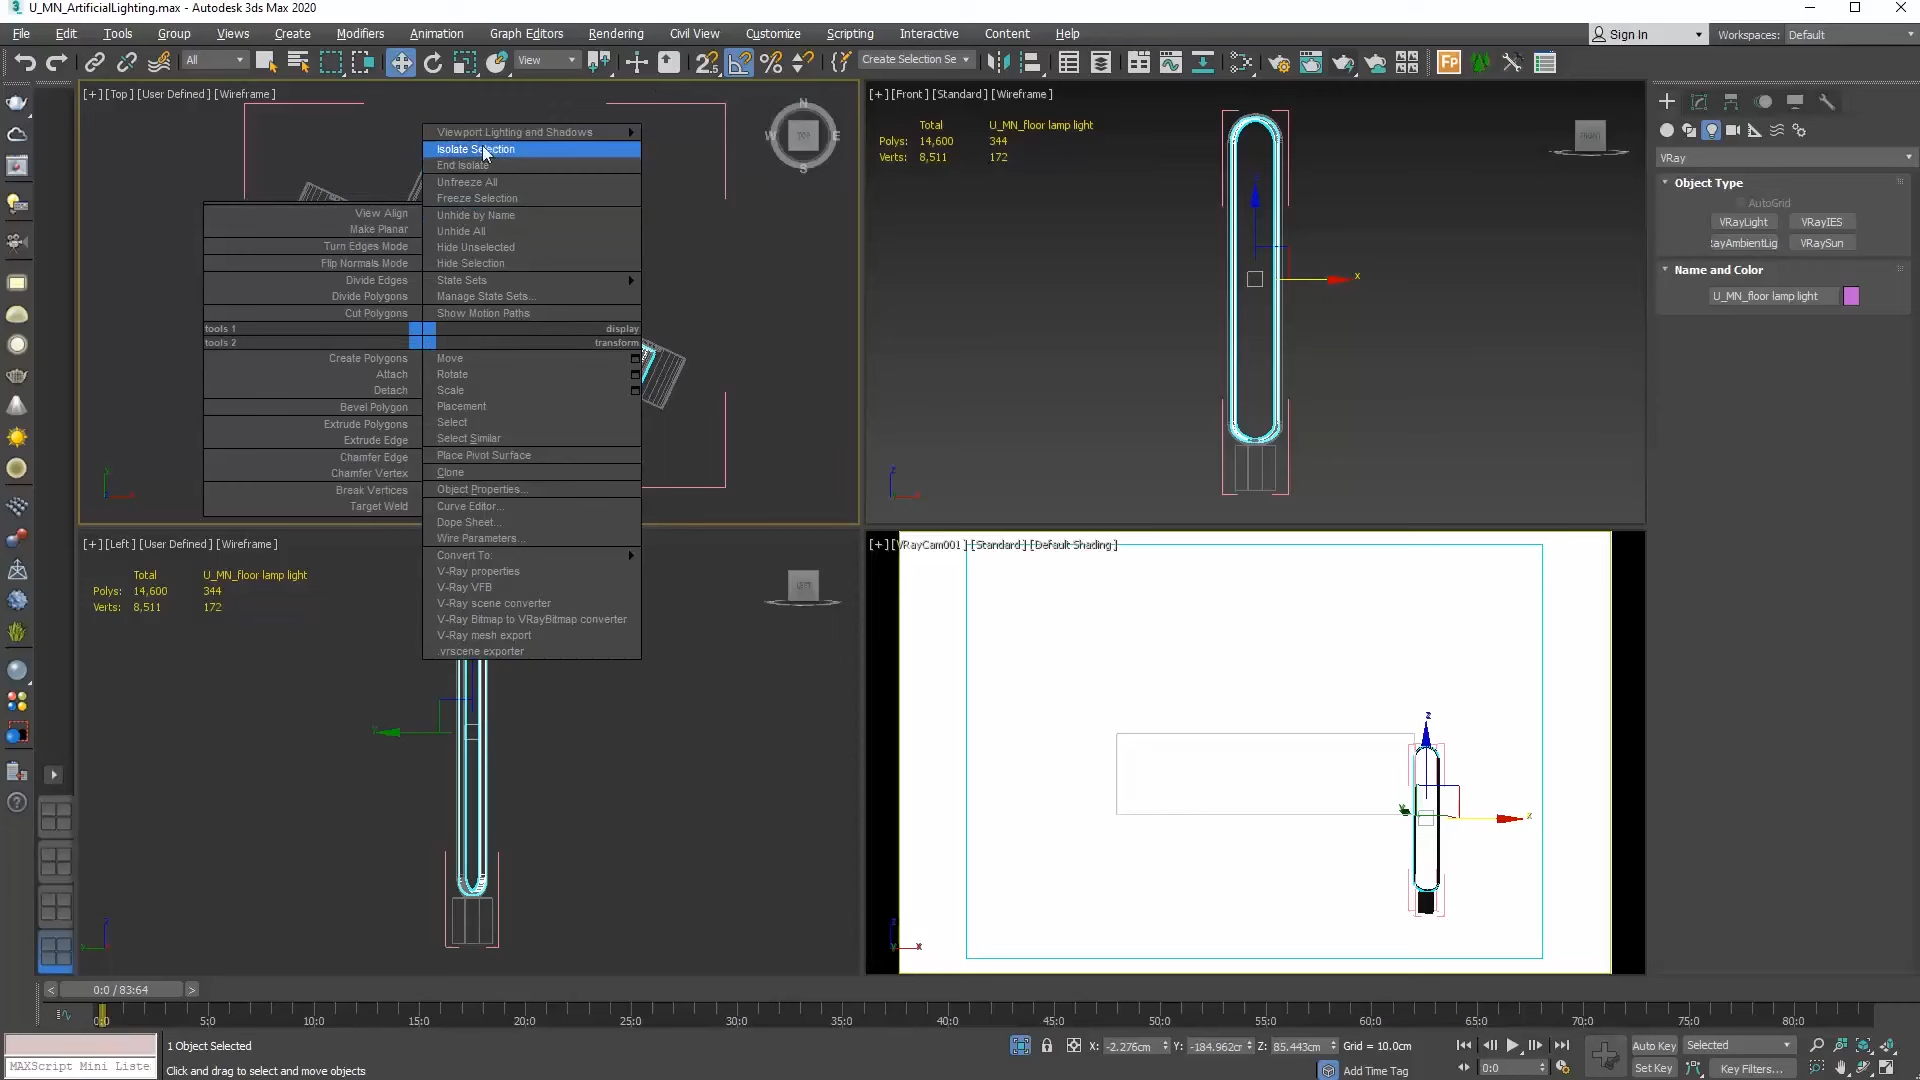 U_MN_ArtificialLighting.max - Autodesk 3ds Max 2020
File Edit Tools Group Views Create Modifiers Animation Graph Editors Rendering Civil View Customize Scripting Interactive Content Help
Sign In Workspaces: Default
All View Create Selection Se
[+] [Top] [User Defined] [Wireframe]
N
W TOP E
S
Viewport Lighting and Shadows
Isolate Selection
End Isolate
Unfreeze All
Freeze Selection
Unhide by Name
Unhide All
Hide Unselected
Hide Selection
State Sets
Manage State Sets...
Show Motion Paths
View Align
Make Planar
Turn Edges Mode
Flip Normals Mode
Divide Edges
Divide Polygons
Cut Polygons
tools 1 display
tools 2 transform
Create Polygons
Attach
Detach
Bevel Polygon
Extrude Polygons
Extrude Edge
Chamfer Edge
Chamfer Vertex
Break Vertices
Target Weld
Move
Rotate
Scale
Placement
Select
Select Similar
Place Pivot Surface
Clone
Object Properties...
Curve Editor...
Dope Sheet...
Wire Parameters...
Convert To:
V-Ray properties
V-Ray VFB
V-Ray scene converter
V-Ray Bitmap to VRayBitmap converter
V-Ray mesh export
.vrscene exporter
[+] [Front] [Standard] [Wireframe]
Total U_MN_floor lamp light
Polys: 14,600 344
Verts: 8,511 172
FRONT
x
VRay
Object Type
AutoGrid
VRayLight VRayIES
RayAmbientLig VRaySun
Name and Color
U_MN_floor lamp light
[+] [Left] [User Defined] [Wireframe]
Total U_MN_floor lamp light
Polys: 14,600 344
Verts: 8,511 172
LEFT
[+] [VRayCam001] [Standard] [Default Shading]
z
x
0:0 / 83:64
0:0 5:0 10:0 15:0 20:0 25:0 30:0 35:0 40:0 45:0 50:0 55:0 60:0 65:0 70:0 75:0 80:0
1 Object Selected
X: -2.276cm Y: -184.962cr Z: 85.443cm Grid = 10.0cm
Auto Key Selected
MAXScript Mini Liste
Click and drag to select and move objects
Add Time Tag
0:0
Set Key Key Filters...